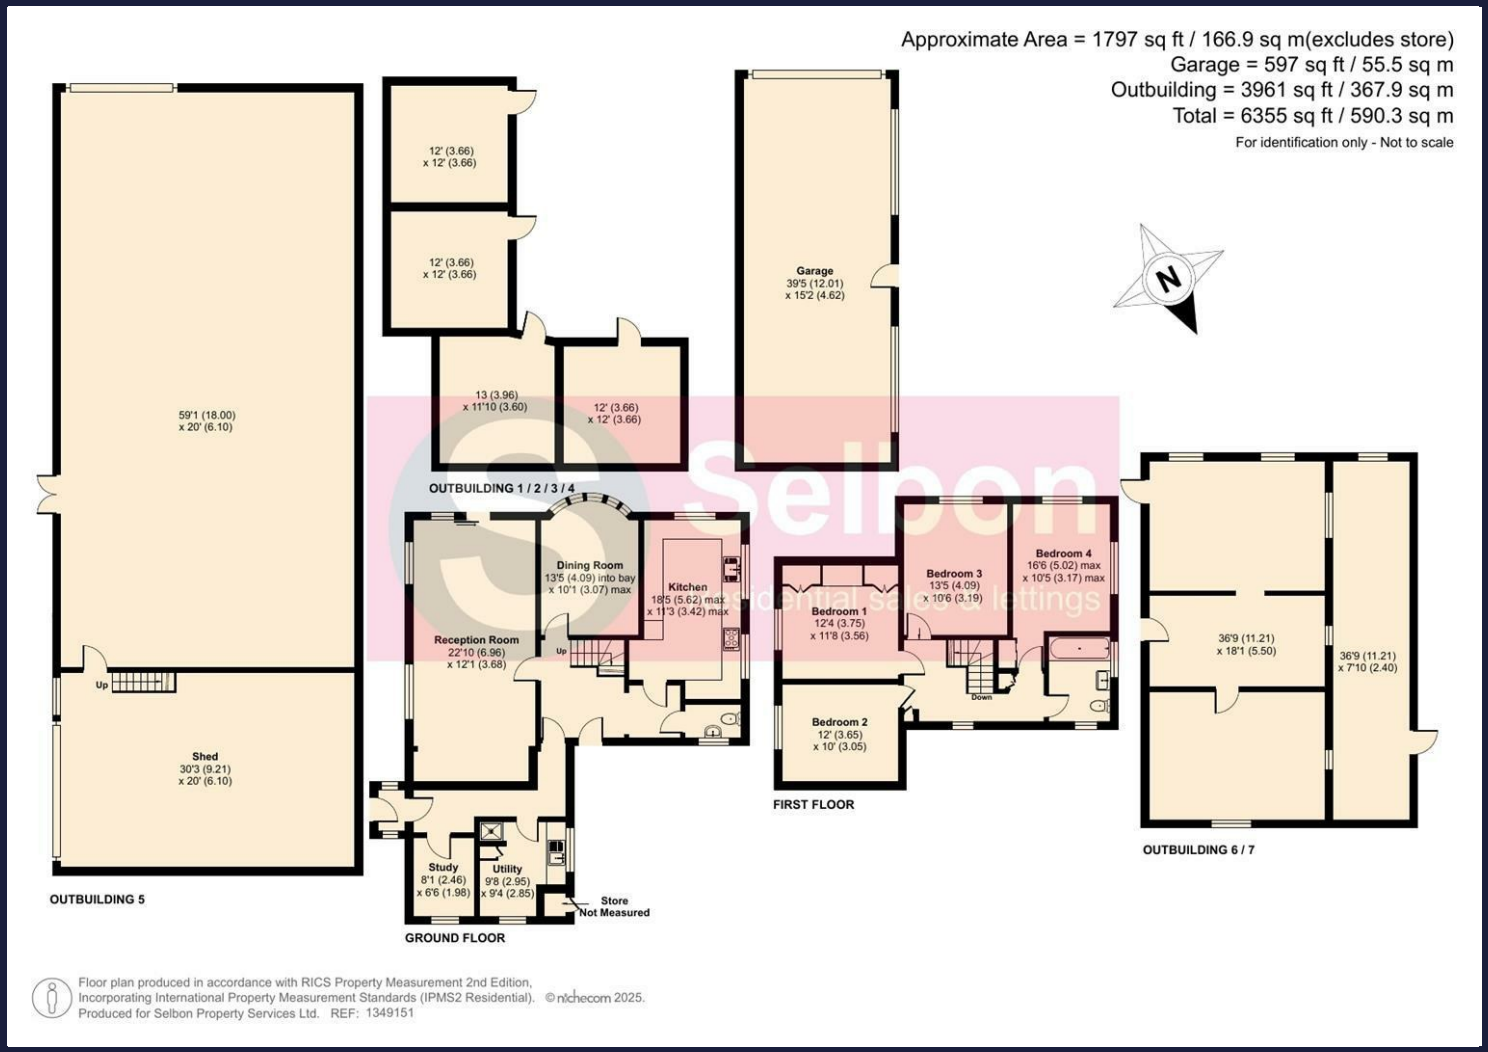 Approximate Area = 1797 sq ft / 166.9 sq m(excludes store)
Garage = 597 sq ft / 55.5 sq m
Outbuilding = 3961 sq ft / 367.9 sq m
Total = 6355 sq ft / 590.3 sq m
For identification only - Not to scale
N
12' (3.66)
x 12' (3.66)
12' (3.66)
x 12' (3.66)
13 (3.96)
x 11'10 (3.60)
12' (3.66)
x 12' (3.66)
OUTBUILDING 1 / 2 / 3 / 4
Garage
39'5 (12.01)
x 15'2 (4.62)
59'1 (18.00)
x 20' (6.10)
Up
Shed
30'3 (9.21)
x 20' (6.10)
OUTBUILDING 5
S
Selbon
residential sales & lettings
Dining Room
13'5 (4.09) into bay
x 10'1 (3.07) max
Kitchen
18'5 (5.62) max
x 11'3 (3.42) max
Reception Room
22'10 (6.96)
x 12'1 (3.68)
Up
Study
8'1 (2.46)
x 6'6 (1.98)
Utility
9'8 (2.95)
x 9'4 (2.85)
Store
Not Measured
GROUND FLOOR
Bedroom 1
12'4 (3.75)
x 11'8 (3.56)
Bedroom 3
13'5 (4.09)
x 10'6 (3.19)
Bedroom 4
16'6 (5.02) max
x 10'5 (3.17) max
Bedroom 2
12' (3.65)
x 10' (3.05)
Down
FIRST FLOOR
36'9 (11.21)
x 18'1 (5.50)
36'9 (11.21)
x 7'10 (2.40)
OUTBUILDING 6 / 7
Floor plan produced in accordance with RICS Property Measurement 2nd Edition,
Incorporating International Property Measurement Standards (IPMS2 Residential). © nichecom 2025.
Produced for Selbon Property Services Ltd. REF: 1349151